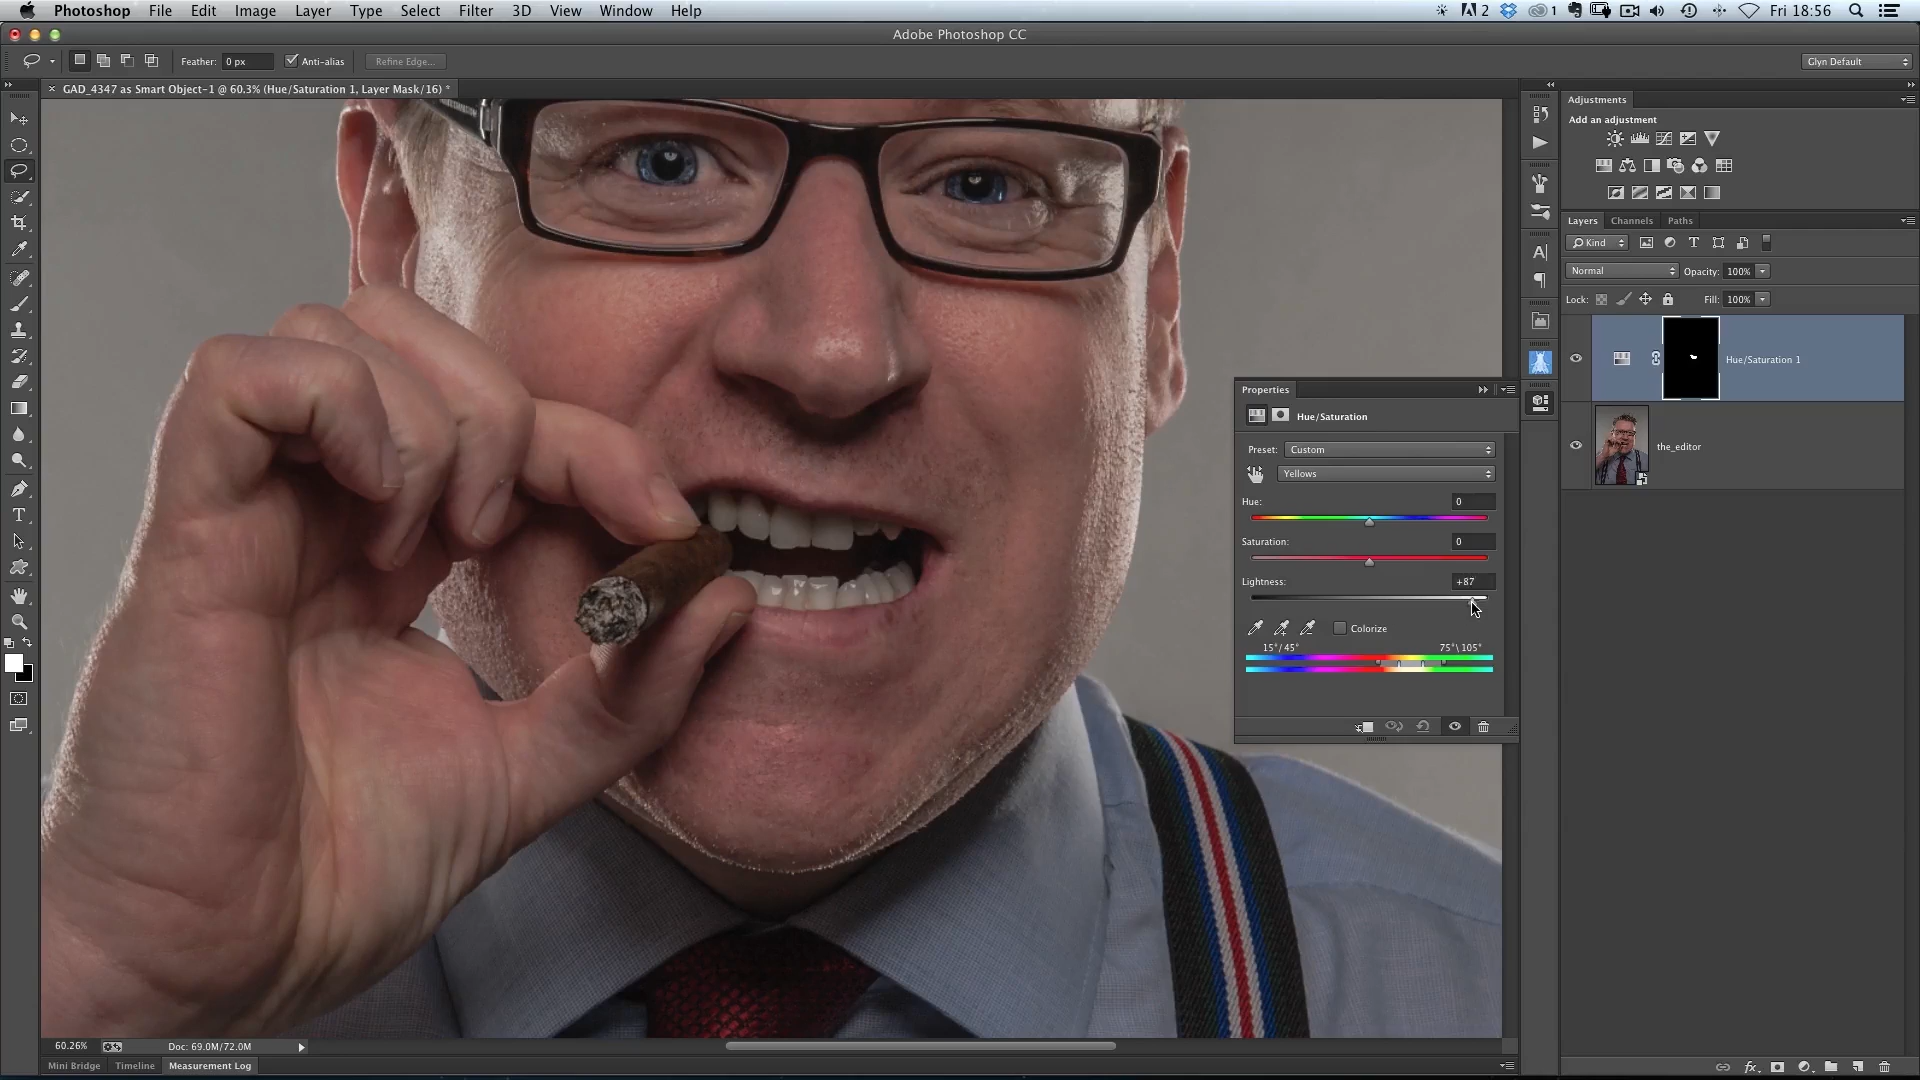 Photoshop File Edit Image Layer Type Select Filter 3D View Window Help 2 1 Fri 18:56
Adobe Photoshop CC
Feather: 0 px Anti-alias Refine Edge... Glyn Default
× GAD_4347 as Smart Object-1 @ 60.3% (Hue/Saturation 1, Layer Mask/16) *
Adjustments
Add an adjustment
Layers Channels Paths
Kind
Normal Opacity: 100%
Lock: Fill: 100%
Hue/Saturation 1
the_editor
Properties
Hue/Saturation
Preset: Custom
Yellows
Hue: 0
Saturation: 0
Lightness: +87
Colorize
15°/ 45° 75°\ 105°
60.26% Doc: 69.0M/72.0M
Mini Bridge Timeline Measurement Log